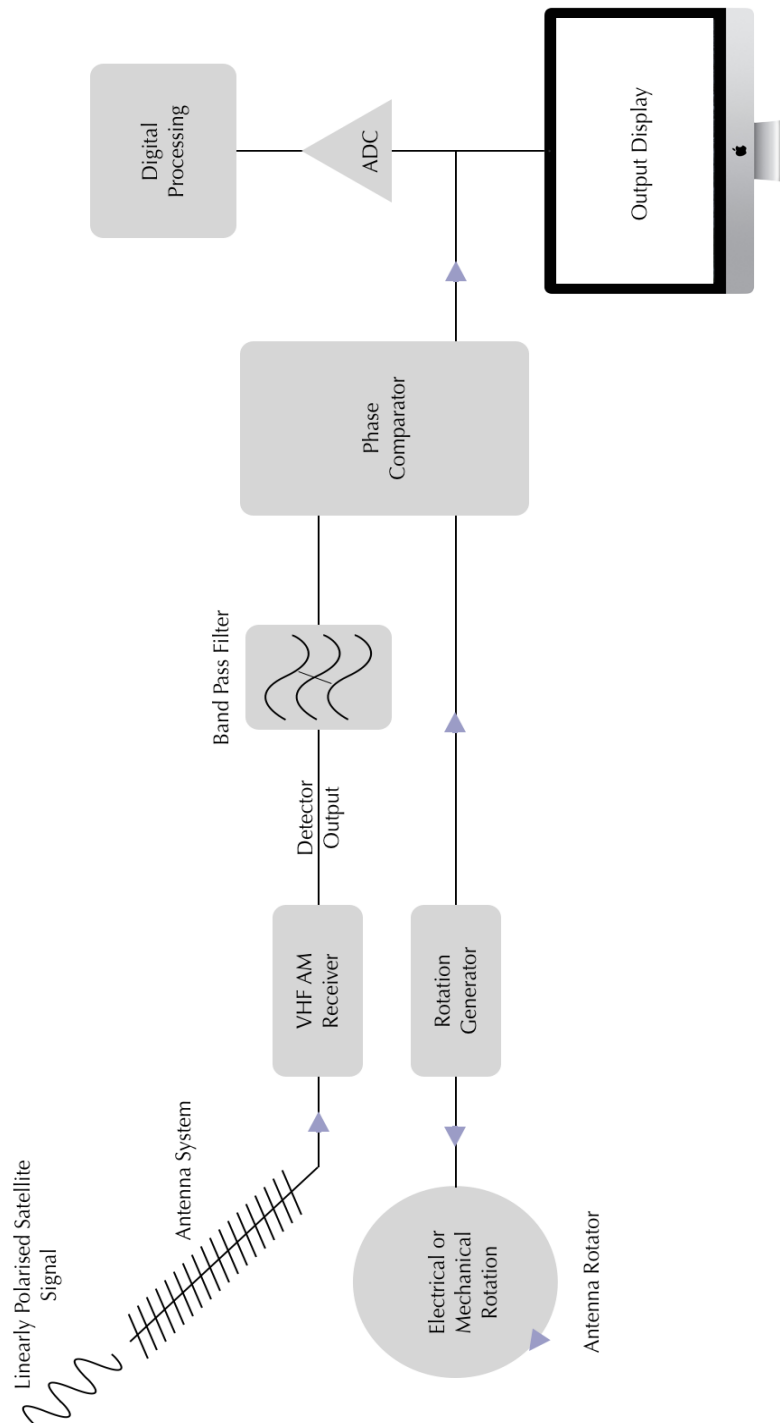 Linearly Polarised Satellite
Signal
Antenna System
VHF AM
Receiver
Detector
Output
Band Pass Filter
Phase
Comparator
Digital
Processing
ADC
Output Display
Electrical or
Mechanical
Rotation
Antenna Rotator
Rotation
Generator